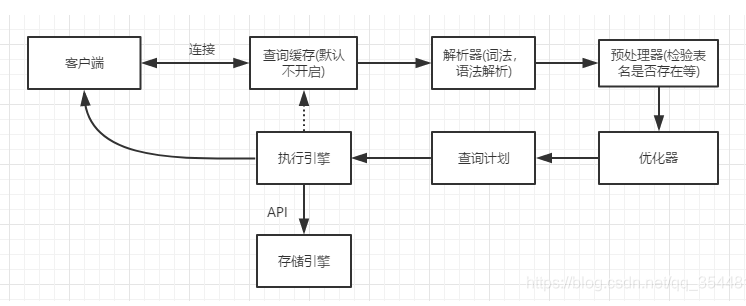 客户端
连接
查询缓存(默认
不开启)
解析器(词法，
语法解析)
预处理器(检验表
名是否存在等)
执行引擎
查询计划
优化器
API
存储引擎
https://blog.csdn.net/qq_35448